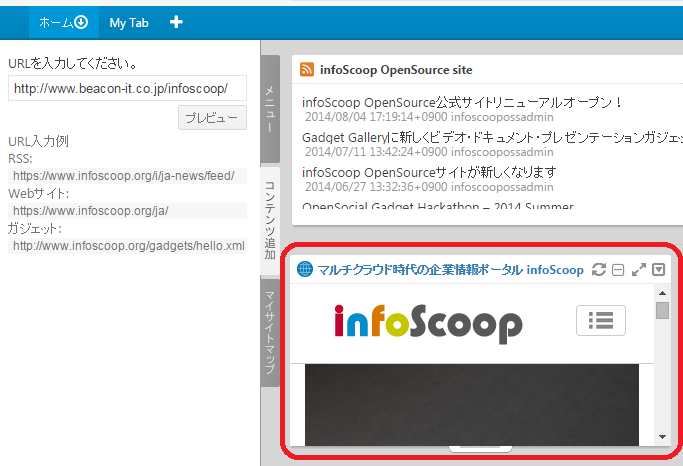 ホーム
My Tab
URLを入力してください。
http://www.beacon-it.co.jp/infoscoop/
プレビュー
URL入力例
RSS:
https://www.infoscoop.org/i/ja-news/feed/
Webサイト:
https://www.infoscoop.org/ja/
ガジェット:
http://www.infoscoop.org/gadgets/hello.xml
メニュー
コンテンツ追加
マイサイトマップ
infoScoop OpenSource site
infoScoop OpenSource公式サイトリニューアルオープン！
2014/08/04 17:19:14+0900 infoscoopossadmin
Gadget Galleryに新しくビデオ・ドキュメント・プレゼンテーションガジェッ
2014/07/11 13:42:24+0900 infoscoopossadmin
infoScoop OpenSourceサイトが新しくなります
2014/06/27 13:32:36+0900 infoscoopossadmin
OpenSocial Gadget Hackathon – 2014 Summer
マルチクラウド時代の企業情報ポータル infoScoop
infoScoop